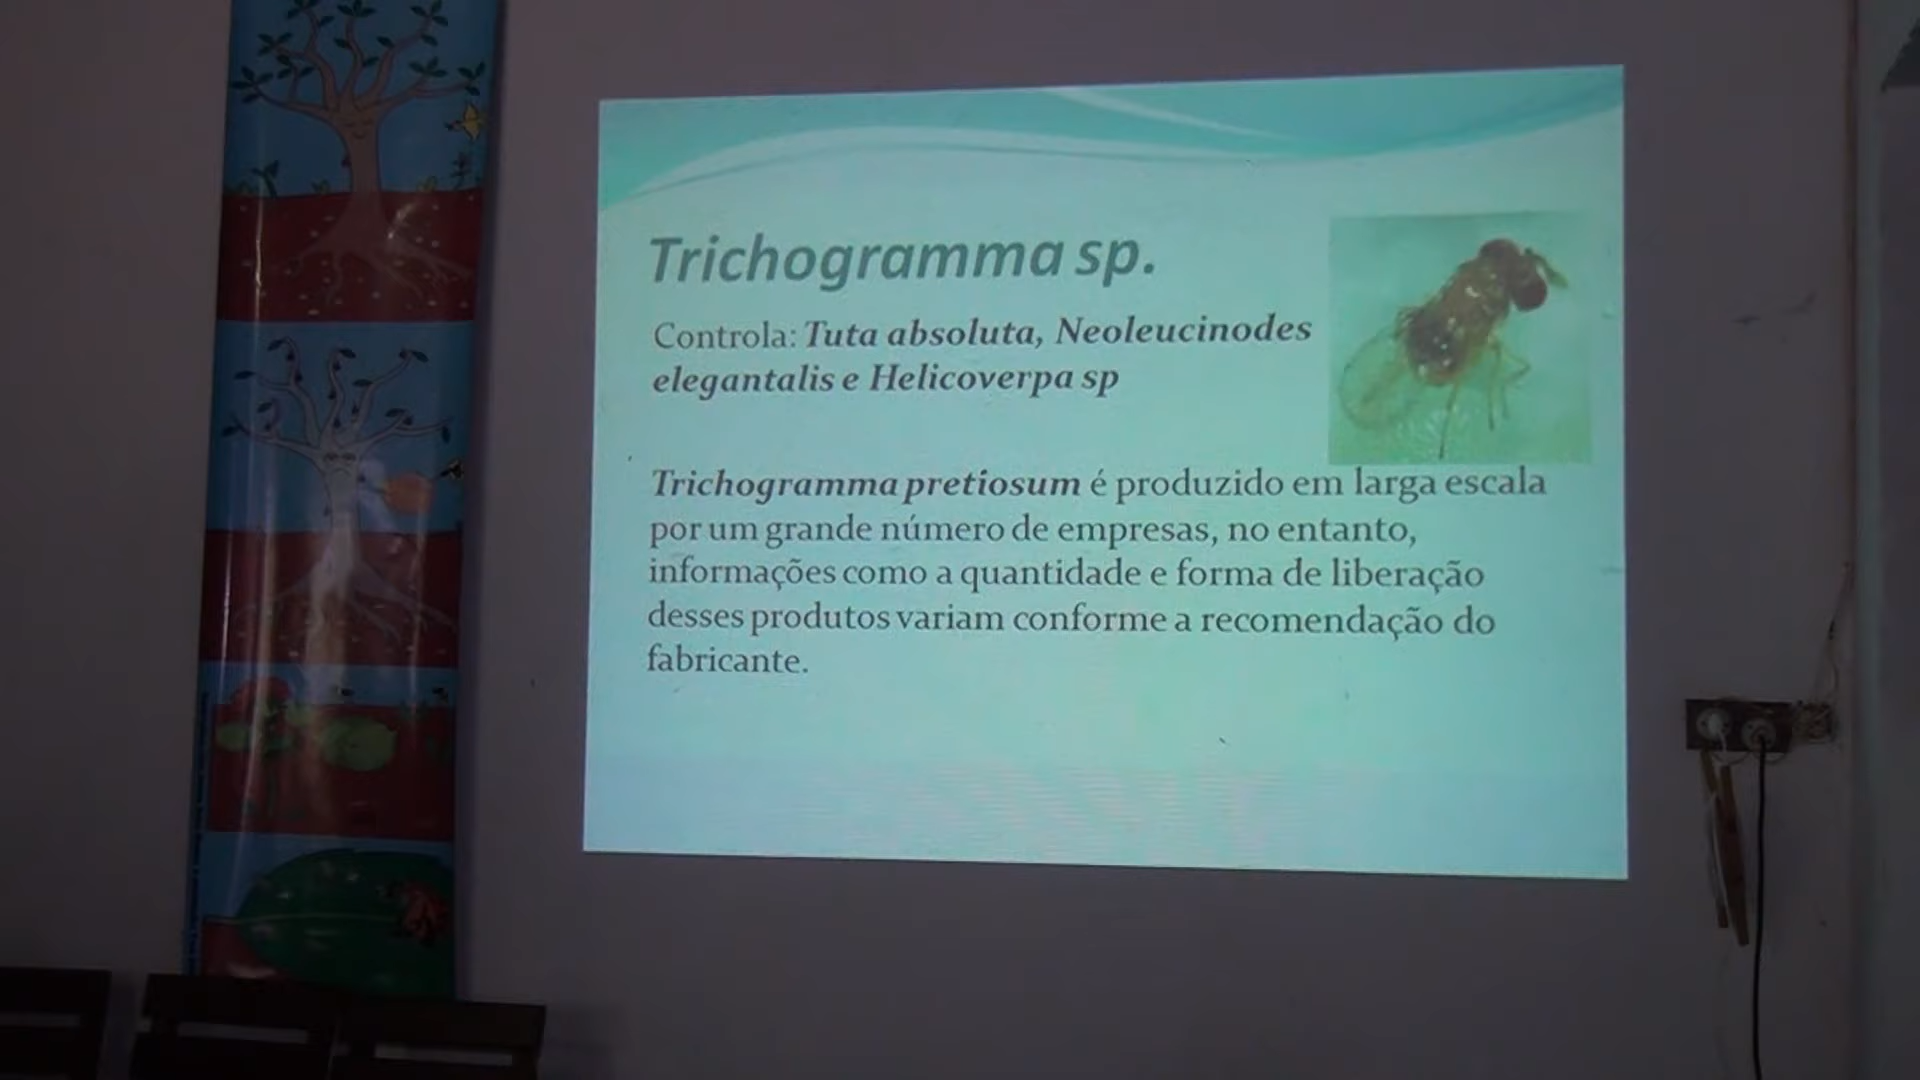 Trichogramma sp.
Controla: Tuta absoluta, Neoleucinodes
elegantalis e Helicoverpa sp
Trichogramma pretiosum é produzido em larga escala
por um grande número de empresas, no entanto,
informações como a quantidade e forma de liberação
desses produtos variam conforme a recomendação do
fabricante.